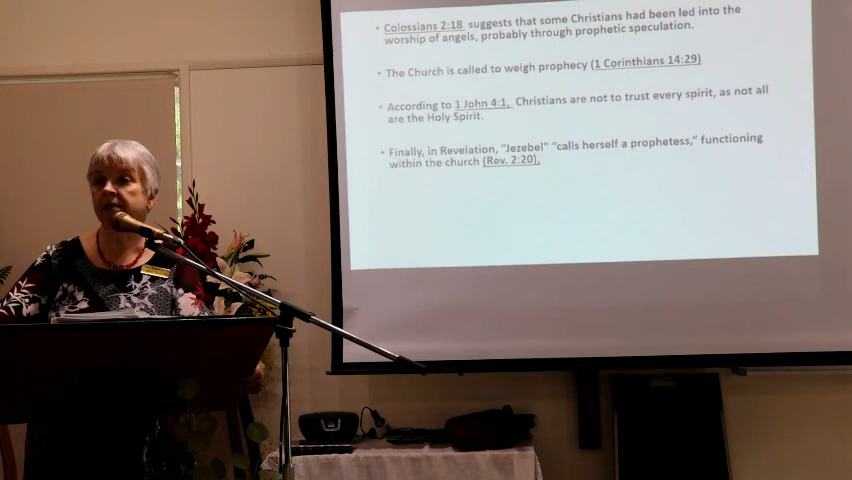 • Colossians 2:18 suggests that some Christians had been led into the
worship of angels, probably through prophetic speculation.
• The Church is called to weigh prophecy (1 Corinthians 14:29)
• According to 1 John 4:1, Christians are not to trust every spirit, as not all
are the Holy Spirit.
• Finally, in Revelation, "Jezebel" "calls herself a prophetess," functioning
within the church (Rev. 2:20),